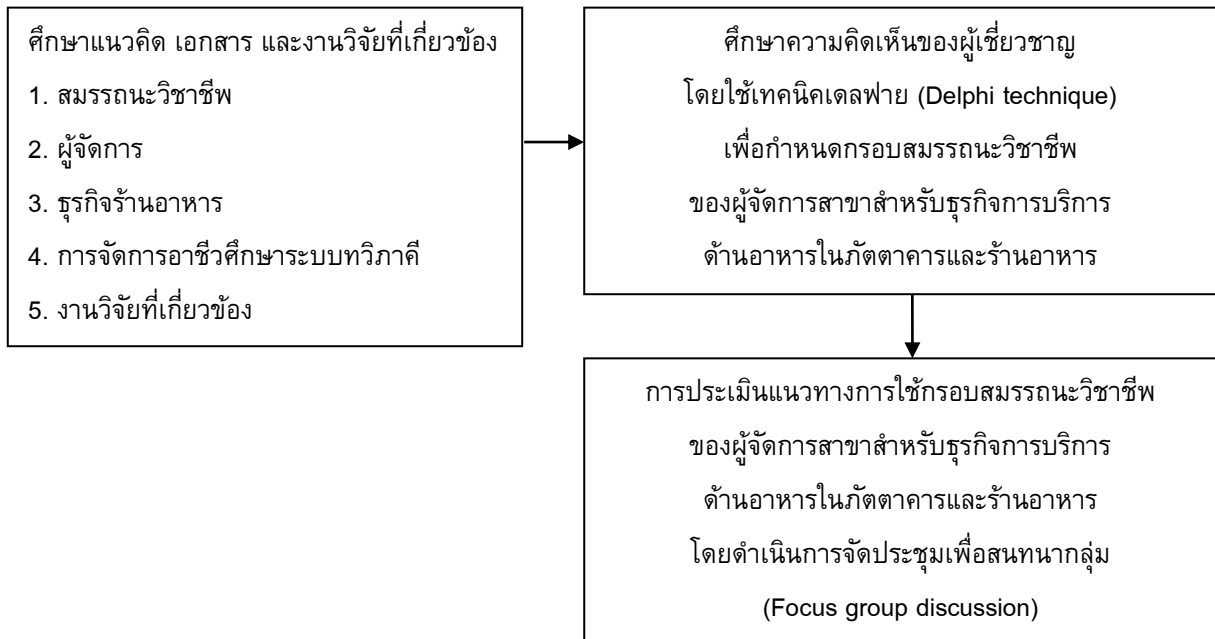 ศึกษาแนวคิด เอกสาร และงานวิจัยที่เกี่ยวข้อง
1. สมรรถนะวิชาชีพ
2. ผู้จัดการ
3. ธุรกิจร้านอาหาร
4. การจัดการอาชีวศึกษาระบบทวิภาคี
5. งานวิจัยที่เกี่ยวข้อง
ศึกษาความคิดเห็นของผู้เชี่ยวชาญ
โดยใช้เทคนิคเดลฟาย (Delphi technique)
เพื่อกำหนดกรอบสมรรถนะวิชาชีพ
ของผู้จัดการสาขาสำหรับธุรกิจการบริการ
ด้านอาหารในภัตตาคารและร้านอาหาร
การประเมินแนวทางการใช้กรอบสมรรถนะวิชาชีพ
ของผู้จัดการสาขาสำหรับธุรกิจการบริการ
ด้านอาหารในภัตตาคารและร้านอาหาร
โดยดำเนินการจัดประชุมเพื่อสนทนากลุ่ม
(Focus group discussion)